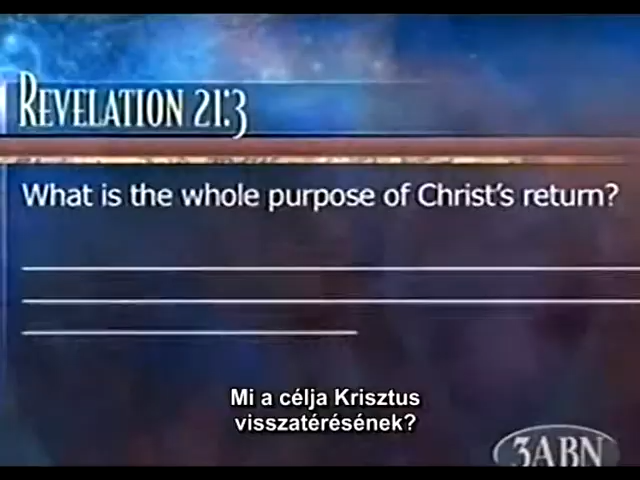 REVELATION 21:3
What is the whole purpose of Christ's return?
Mi a célja Krisztus
visszatérésének?
3ABN